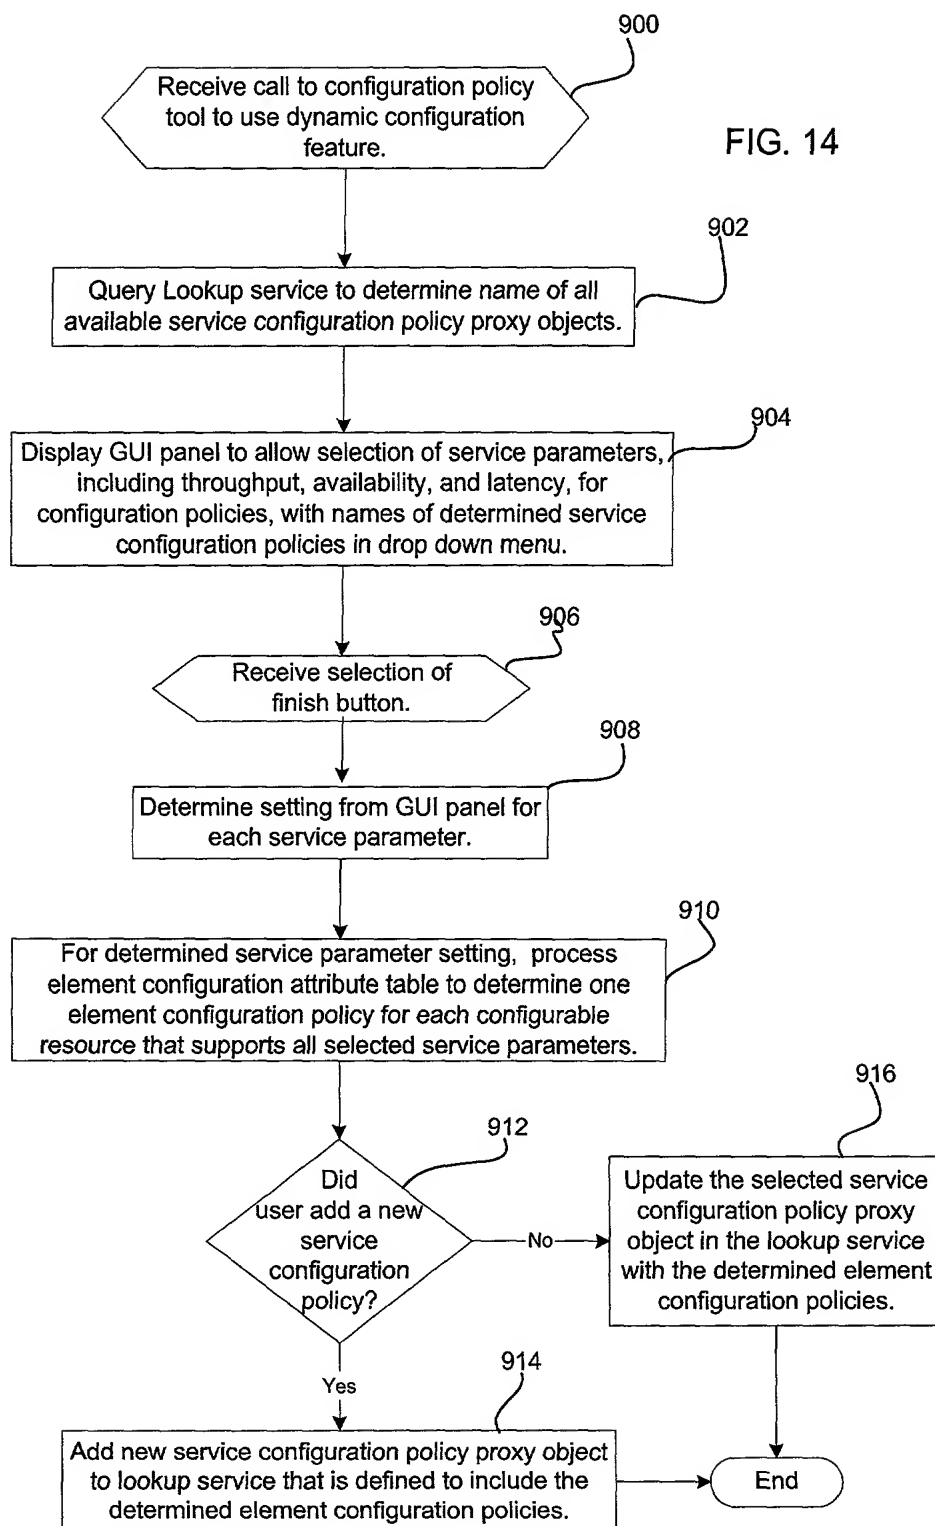 900
Receive call to configuration policy
tool to use dynamic configuration
feature.
FIG. 14
902
Query Lookup service to determine name of all
available service configuration policy proxy objects.
904
Display GUI panel to allow selection of service parameters,
including throughput, availability, and latency, for
configuration policies, with names of determined service
configuration policies in drop down menu.
906
Receive selection of
finish button.
908
Determine setting from GUI panel for
each service parameter.
910
For determined service parameter setting, process
element configuration attribute table to determine one
element configuration policy for each configurable
resource that supports all selected service parameters.
912
Did
user add a new
service
configuration
policy?
No
916
Update the selected service
configuration policy proxy
object in the lookup service
with the determined element
configuration policies.
Yes
914
Add new service configuration policy proxy object
to lookup service that is defined to include the
determined element configuration policies.
End